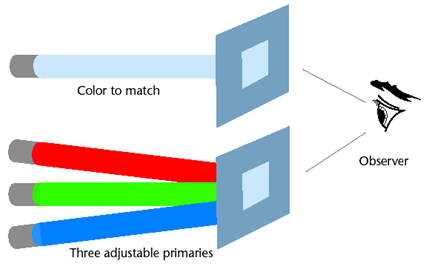 Color to match
Observer
Three adjustable primaries